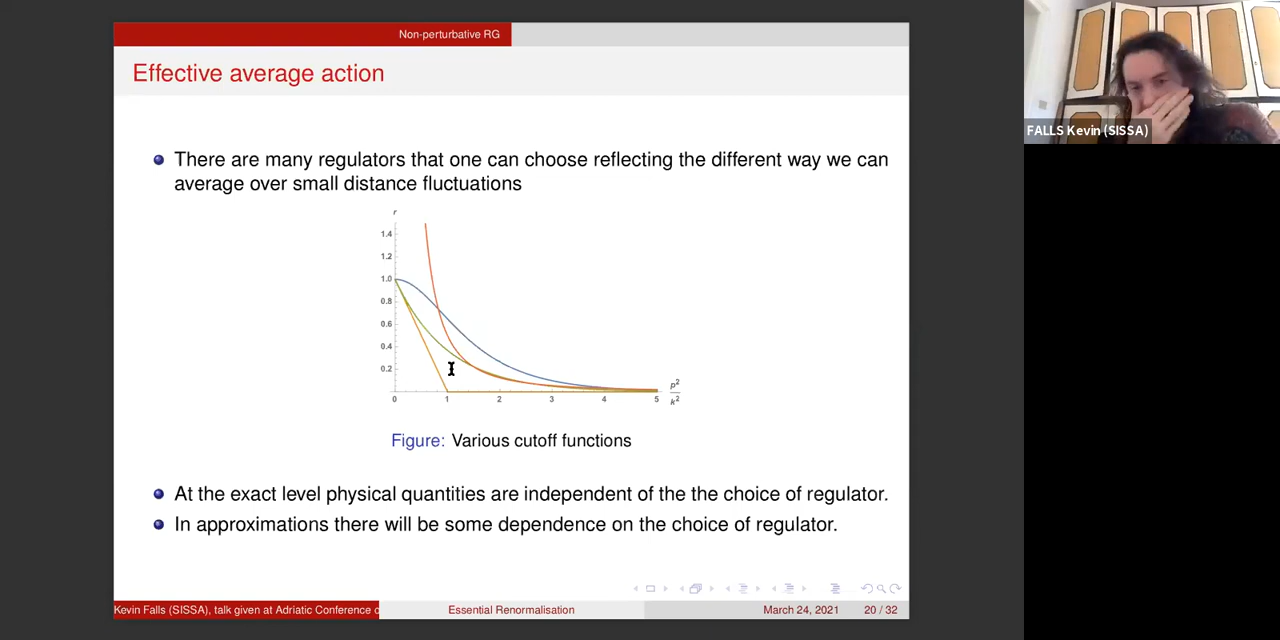 Non-perturbative RG
Effective average action
There are many regulators that one can choose reflecting the different way we can
average over small distance fluctuations
r
1.4
1.2
1.0
0.8
0.6
0.4
0.2
0 1 2 3 4 5
p²
k²
Figure: Various cutoff functions
At the exact level physical quantities are independent of the the choice of regulator.
In approximations there will be some dependence on the choice of regulator.
Kevin Falls (SISSA), talk given at Adriatic Conference o
Essential Renormalisation
March 24, 2021 20 / 32
FALLS Kevin (SISSA)